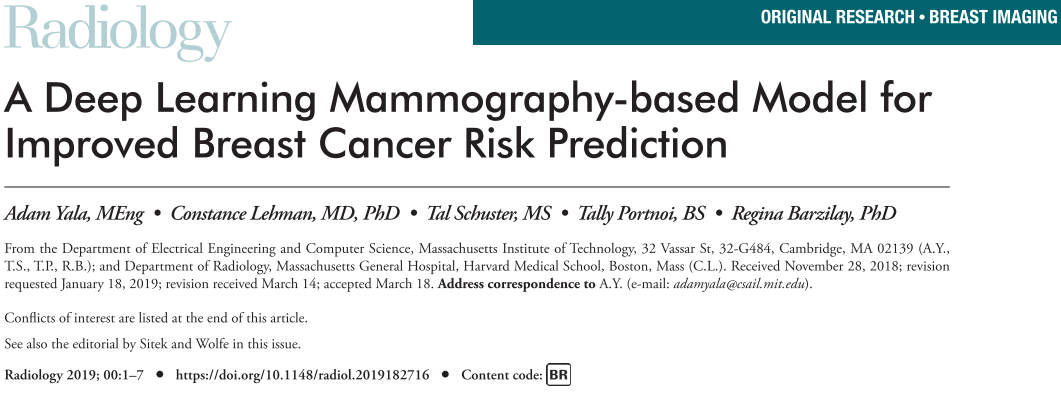 Radiology
ORIGINAL RESEARCH • BREAST IMAGING
A Deep Learning Mammography-based Model for
Improved Breast Cancer Risk Prediction
Adam Yala, MEng • Constance Lehman, MD, PhD • Tal Schuster, MS • Tally Portnoi, BS • Regina Barzilay, PhD
From the Department of Electrical Engineering and Computer Science, Massachusetts Institute of Technology, 32 Vassar St, 32-G484, Cambridge, MA 02139 (A.Y.,
T.S., T.P., R.B.); and Department of Radiology, Massachusetts General Hospital, Harvard Medical School, Boston, Mass (C.L.). Received November 28, 2018; revision
requested January 18, 2019; revision received March 14; accepted March 18. Address correspondence to A.Y. (e-mail: adamyala@csail.mit.edu).
Conflicts of interest are listed at the end of this article.
See also the editorial by Sitek and Wolfe in this issue.
Radiology 2019; 00:1–7 • https://doi.org/10.1148/radiol.2019182716 • Content code: BR